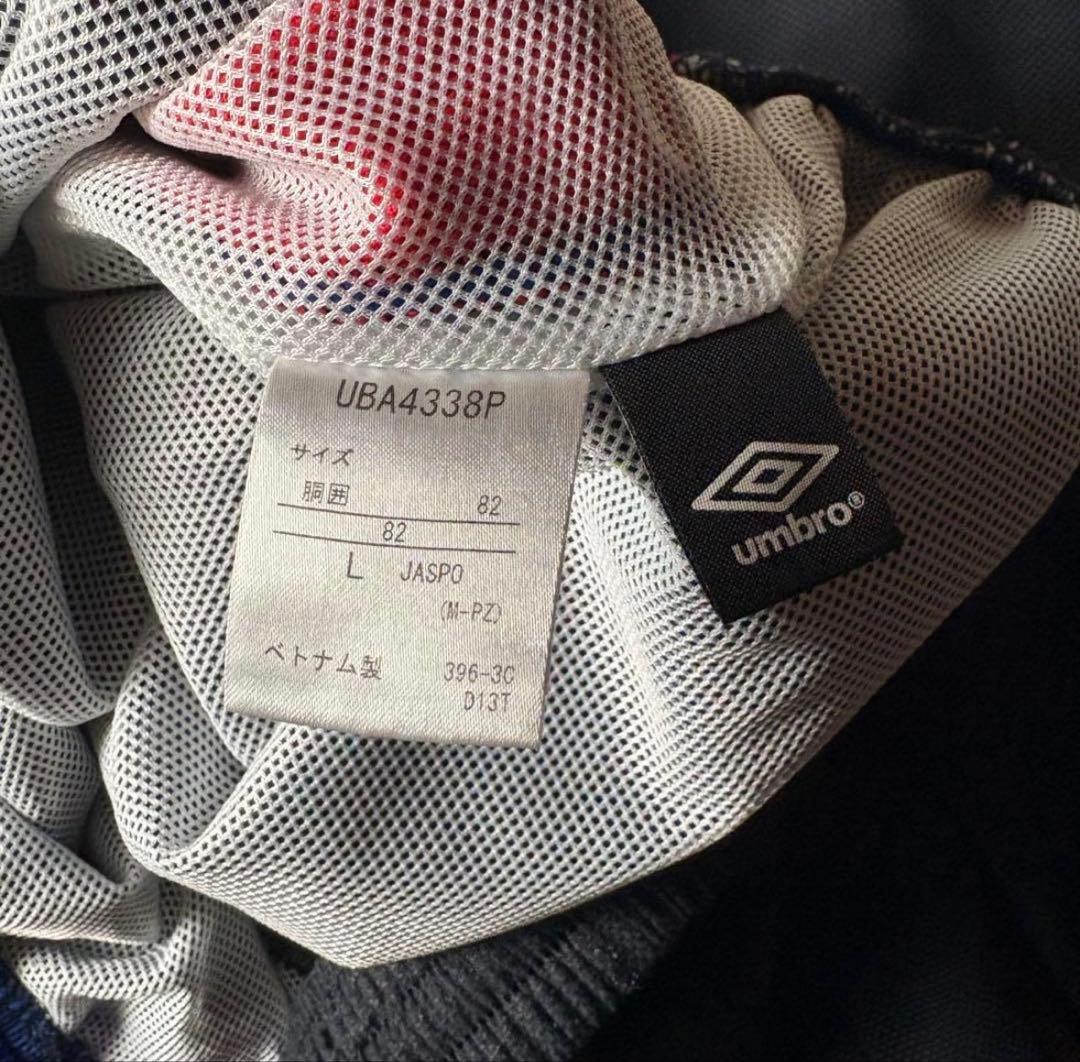 UBA4338P
サイズ
胴囲 82
82
L JASPO
(M-PZ)
ベトナム製 396-3C
D13T
umbro®